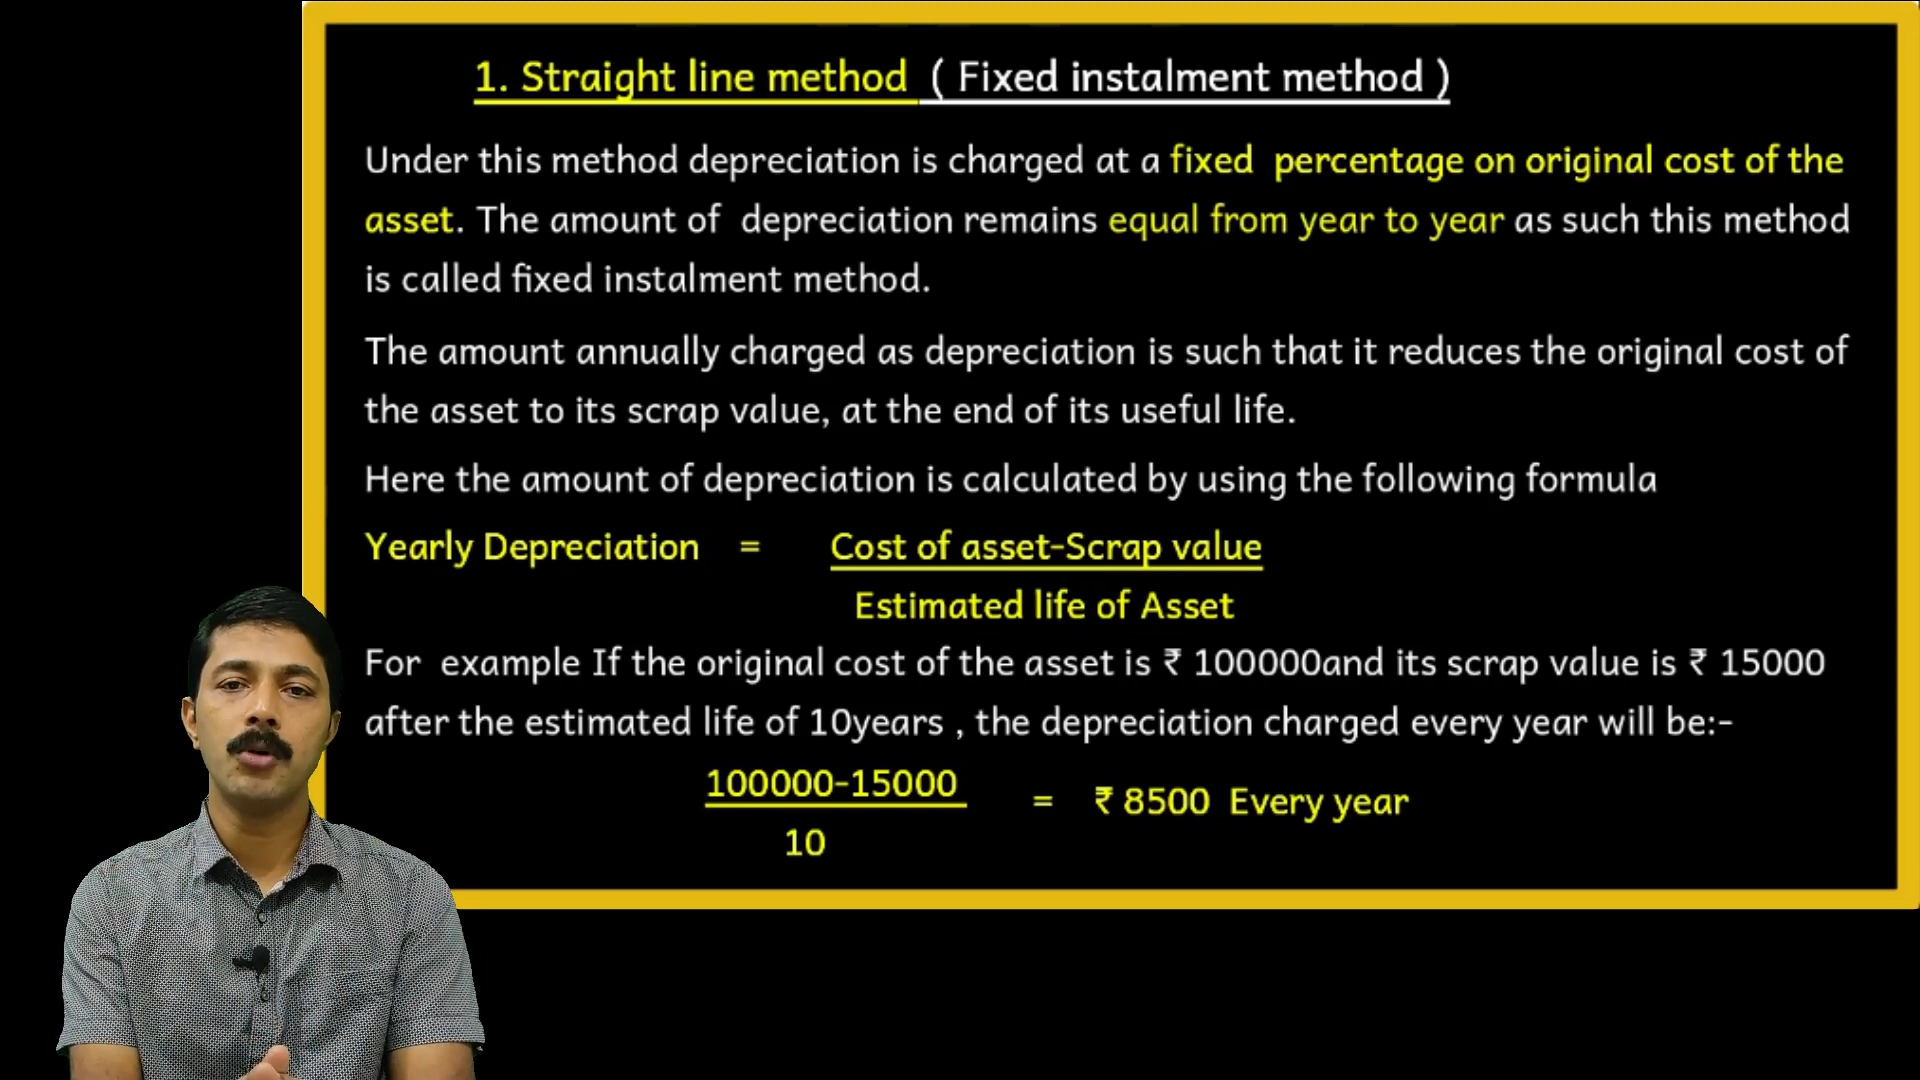 1. Straight line method ( Fixed instalment method )
Under this method depreciation is charged at a fixed percentage on original cost of the
asset. The amount of depreciation remains equal from year to year as such this method
is called fixed instalment method.
The amount annually charged as depreciation is such that it reduces the original cost of
the asset to its scrap value, at the end of its useful life.
Here the amount of depreciation is calculated by using the following formula
Yearly Depreciation = Cost of asset-Scrap value
Estimated life of Asset
For example If the original cost of the asset is ₹ 100000and its scrap value is ₹ 15000
after the estimated life of 10years , the depreciation charged every year will be:-
100000-15000 = ₹ 8500 Every year
10